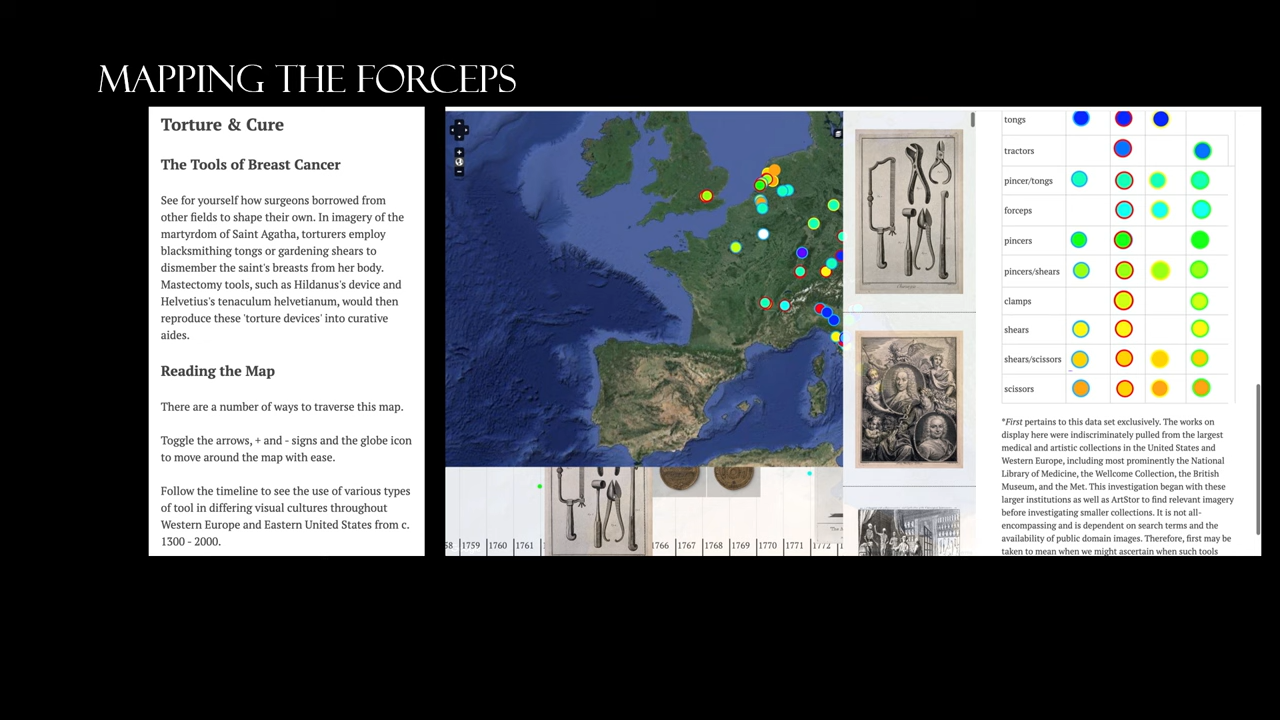 MAPPING THE FORCEPS
Torture & Cure
The Tools of Breast Cancer
See for yourself how surgeons borrowed from
other fields to shape their own. In imagery of the
martyrdom of Saint Agatha, torturers employ
blacksmithing tongs or gardening shears to
dismember the saint's breasts from her body.
Mastectomy tools, such as Hildanus's device and
Helvetius's tenaculum helvetianum, would then
reproduce these 'torture devices' into curative
aides.
Reading the Map
There are a number of ways to traverse this map.
Toggle the arrows, + and - signs and the globe icon
to move around the map with ease.
Follow the timeline to see the use of various types
of tool in differing visual cultures throughout
Western Europe and Eastern United States from c.
1300 - 2000.
58 1759 1760 1761 1766 1767 1768 1769 1770 1771 1772
tongs
tractors
pincer/tongs
forceps
pincers
pincers/shears
clamps
shears
shears/scissors
scissors
*First pertains to this data set exclusively. The works on
display here were indiscriminately pulled from the largest
medical and artistic collections in the United States and
Western Europe, including most prominently the National
Library of Medicine, the Wellcome Collection, the British
Museum, and the Met. This investigation began with these
larger institutions as well as ArtStor to find relevant imagery
before investigating smaller collections. It is not all-
encompassing and is dependent on search terms and the
availability of public domain images. Therefore, first may be
taken to mean when we might ascertain when such tools